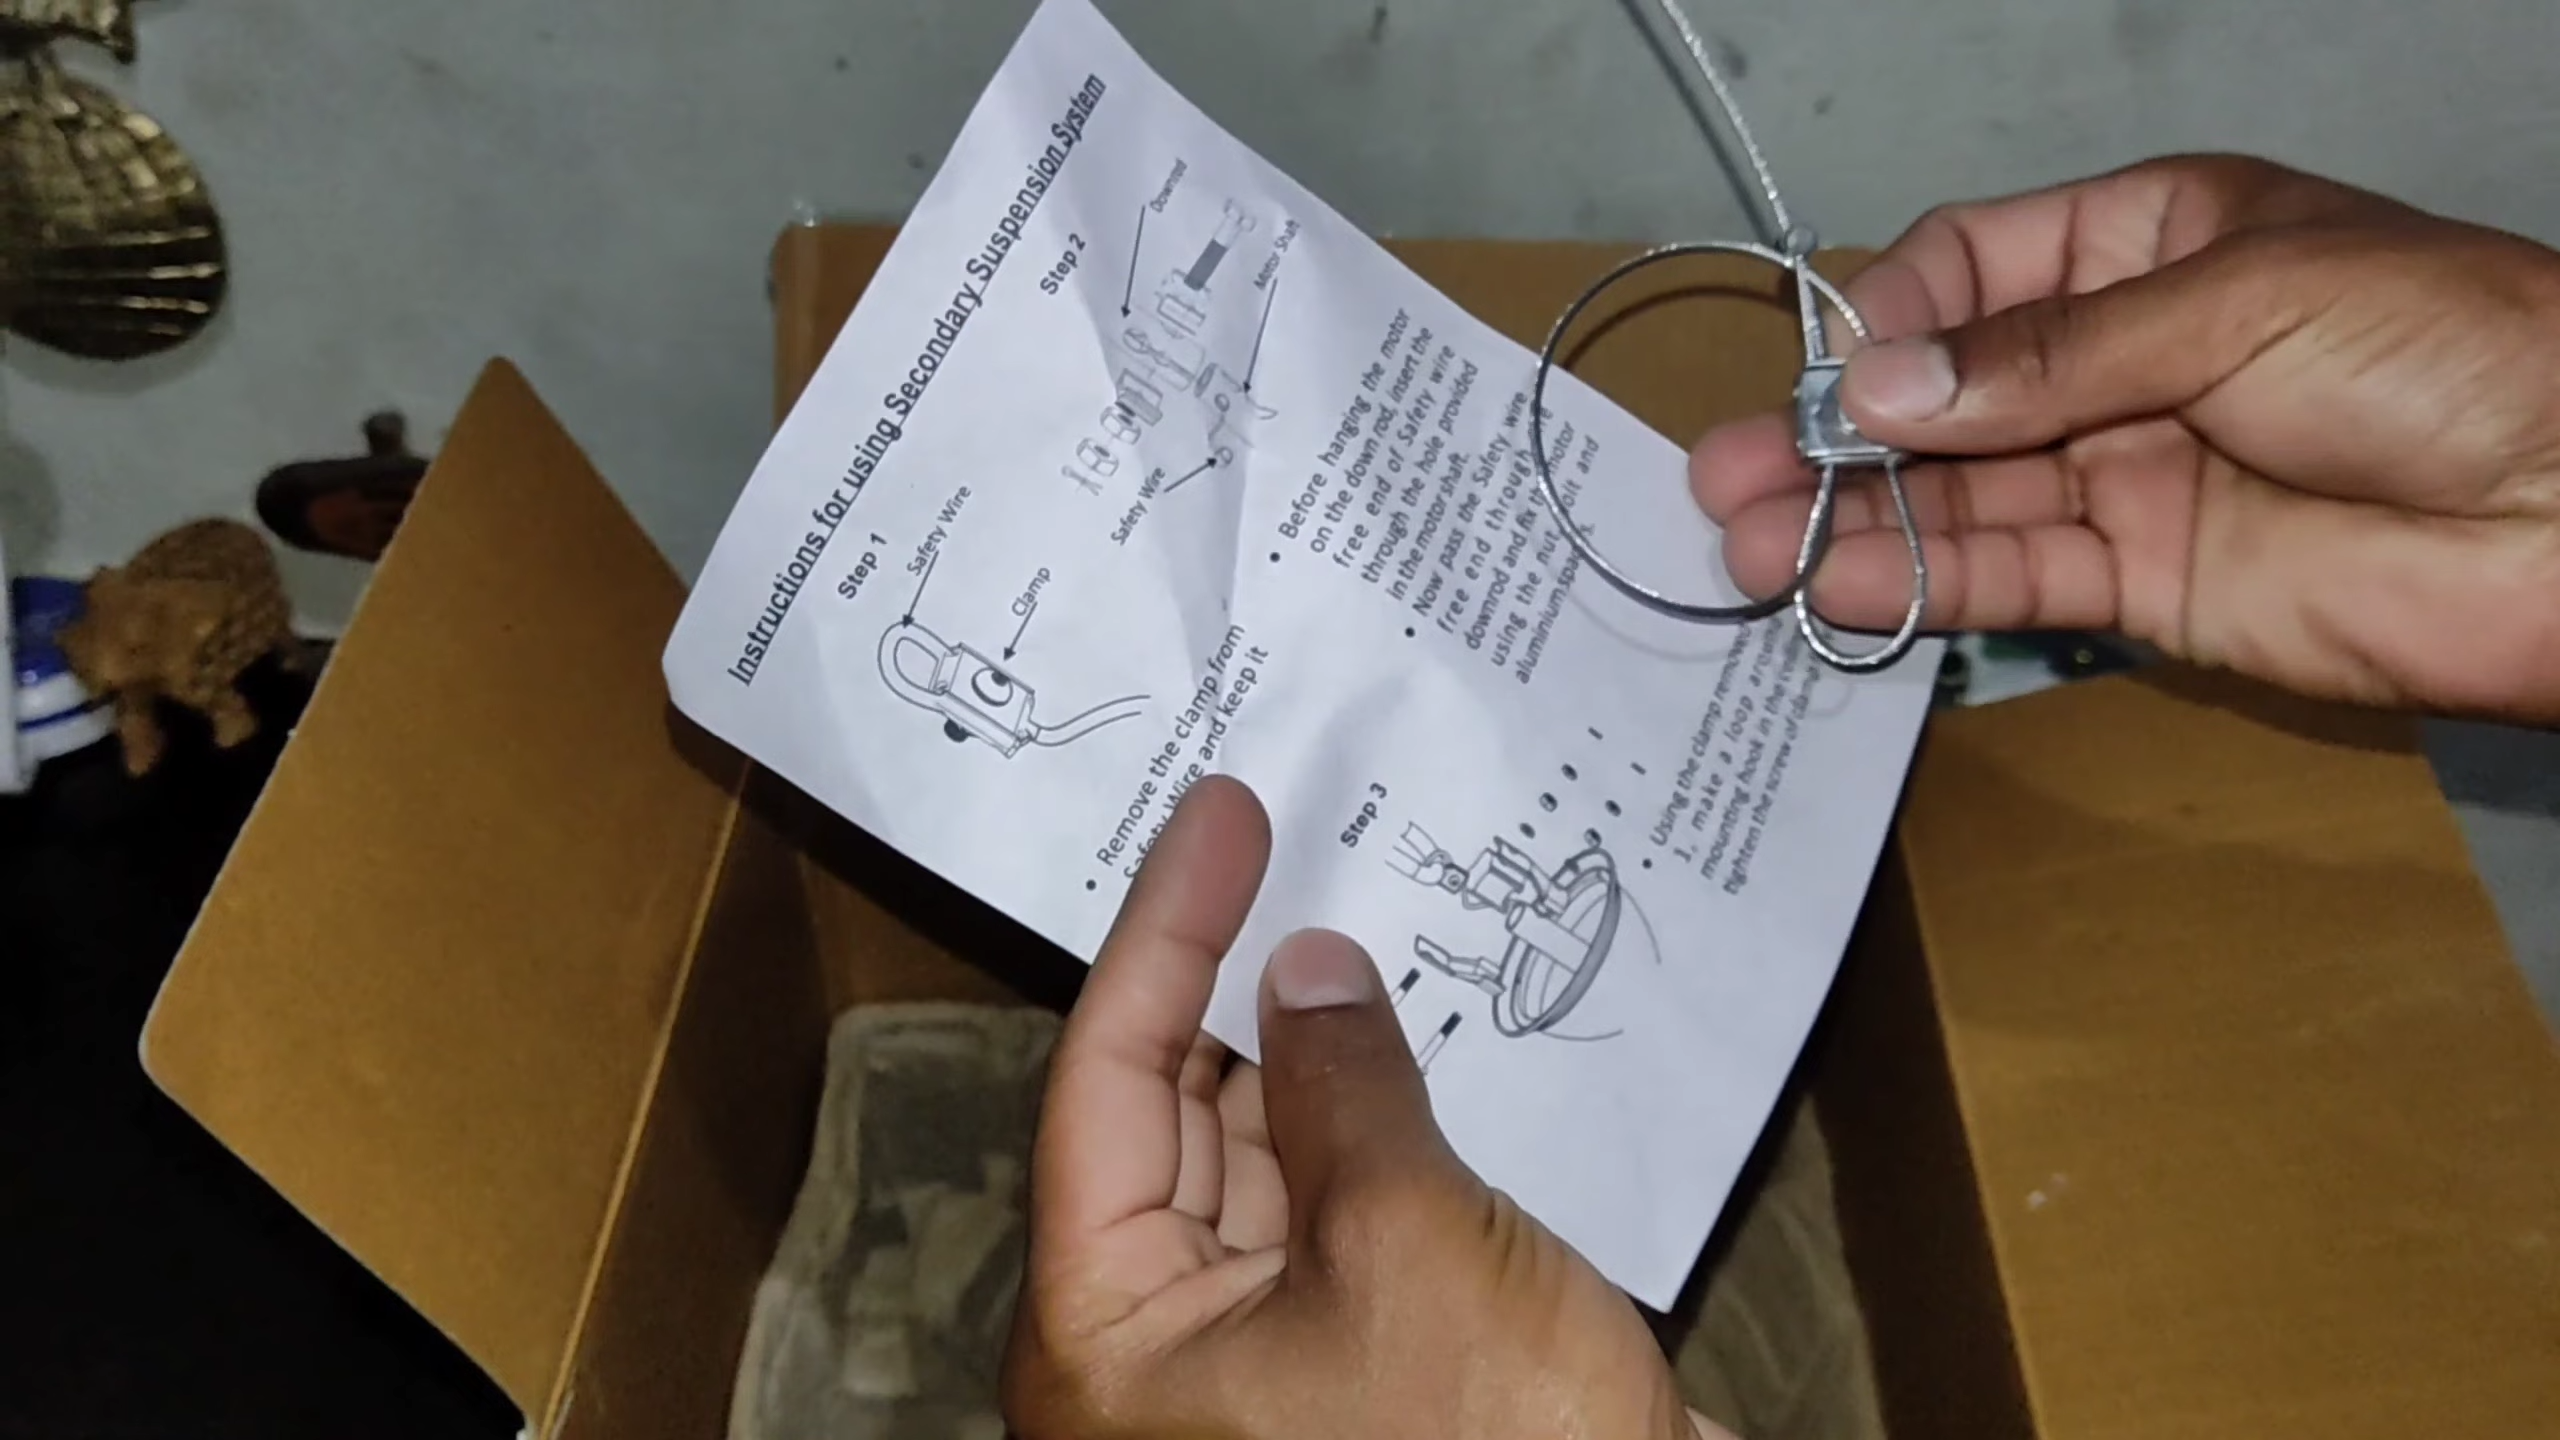 Instructions for using Secondary Suspension System
Step 1
Safety Wire
Clamp
• Remove the clamp from
Safety Wire and keep it
Step 2
Downrod
Motor Shaft
Safety Wire
• Before hanging the motor
on the down rod, insert the
free end of Safety wire
through the hole provided
in the motor shaft.
• Now pass the Safety wire
free end through
downrod and fix motor
using the nut and
aluminium
Step 3
• Using the clamp removed
1, make a loop around
mounting hook in the
tighten the screw of clamp